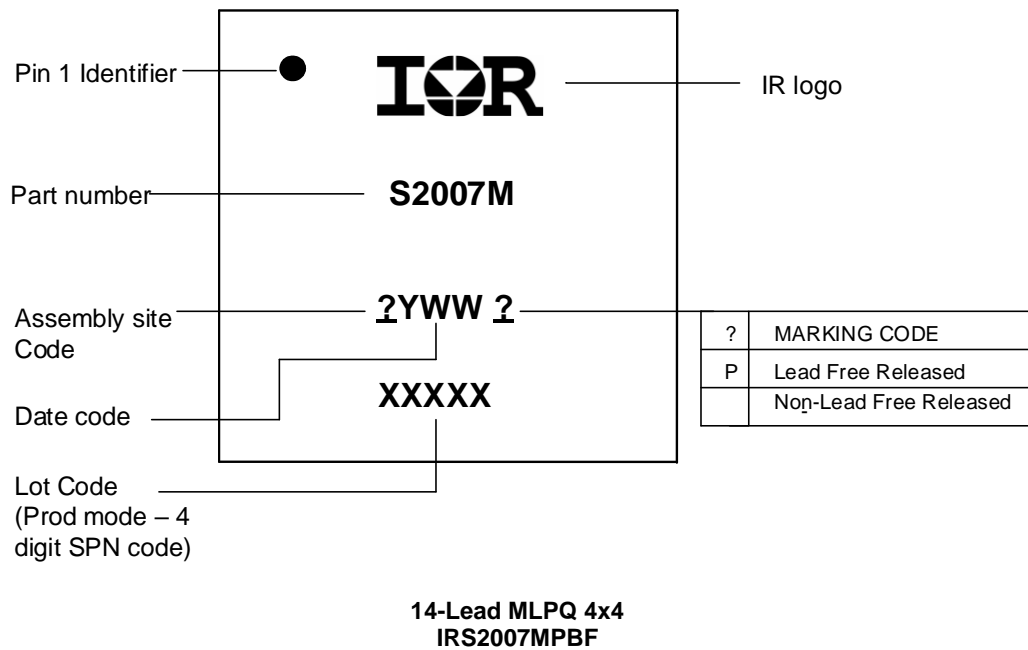 Pin 1 Identifier
IOR
IR logo
Part number
S2007M
Assembly site
Code
?YWW ?
? MARKING CODE
P Lead Free Released
Non-Lead Free Released
Date code
XXXXX
Lot Code
(Prod mode – 4
digit SPN code)
14-Lead MLPQ 4x4
IRS2007MPBF